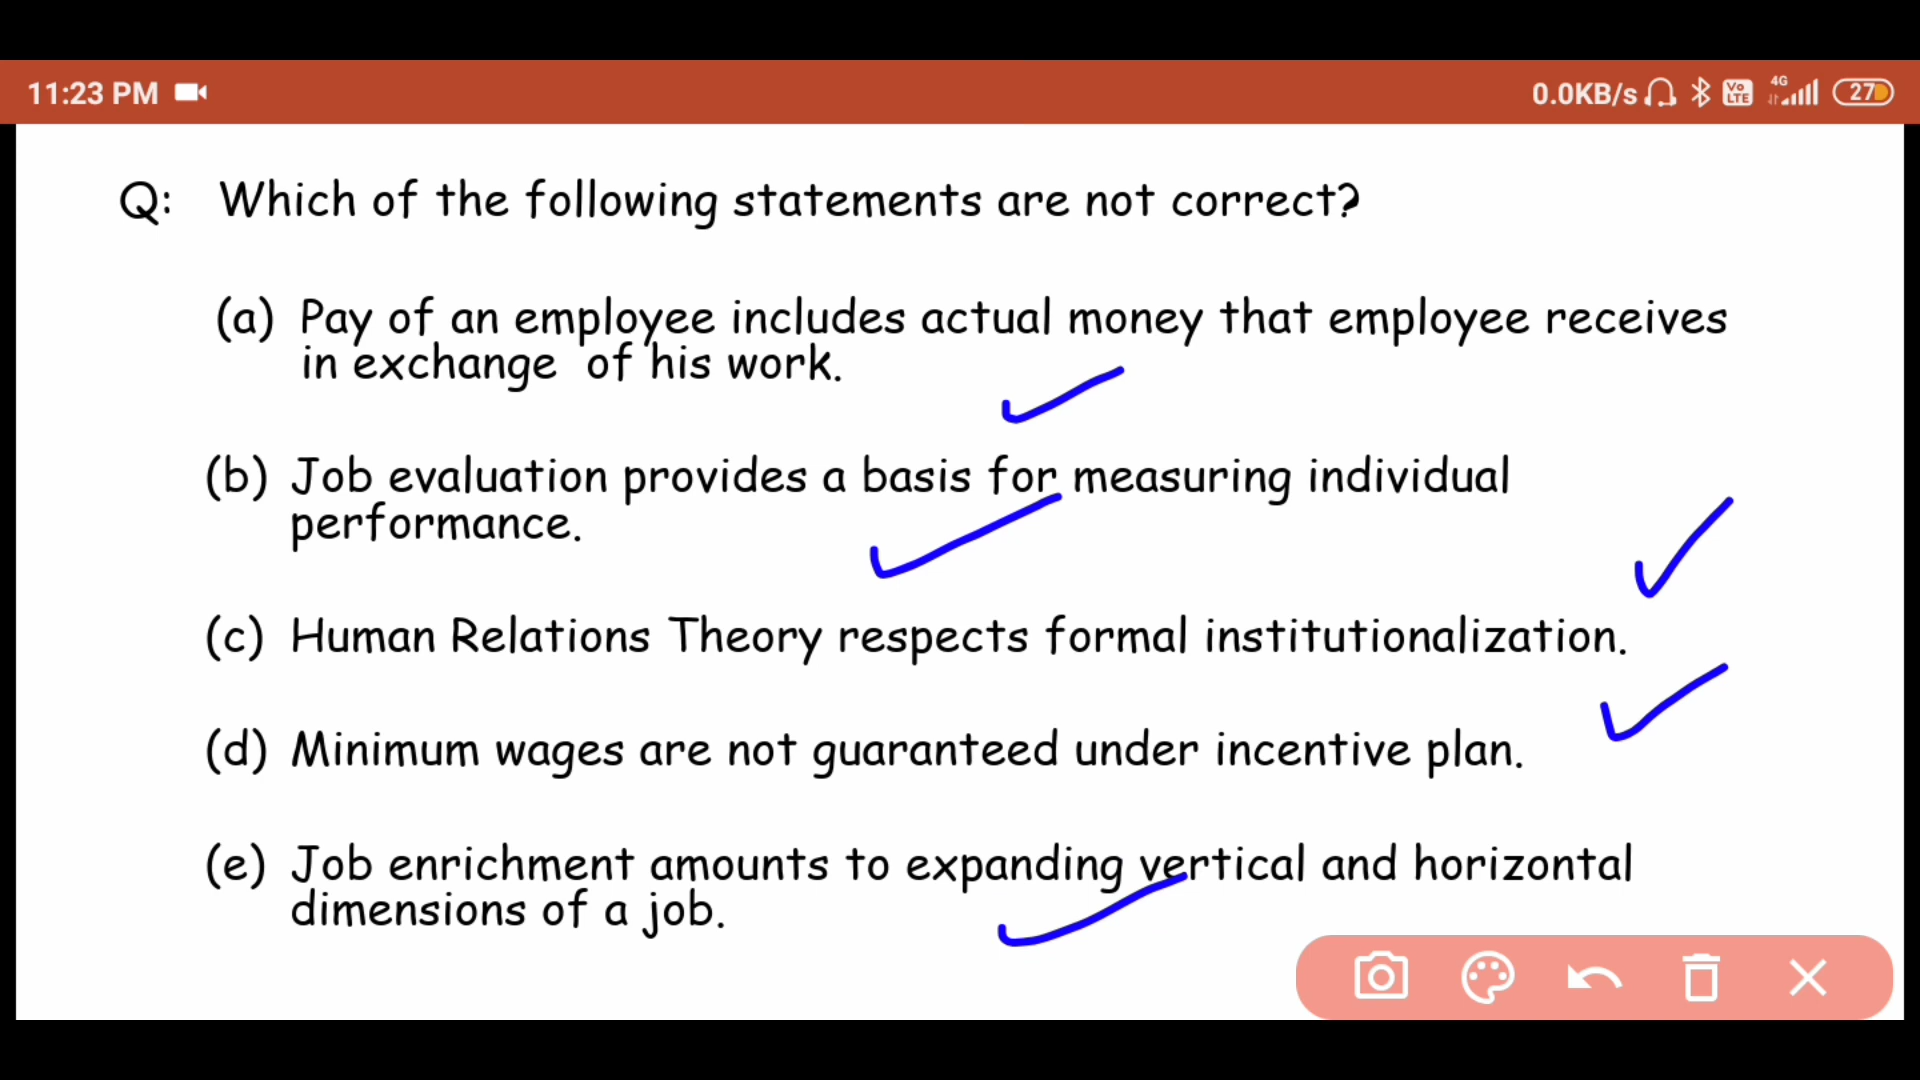 11:23 PM
0.0KB/s Vo LTE 4G 27
Q: Which of the following statements are not correct?
(a) Pay of an employee includes actual money that employee receives
in exchange of his work.
(b) Job evaluation provides a basis for measuring individual
performance.
(c) Human Relations Theory respects formal institutionalization.
(d) Minimum wages are not guaranteed under incentive plan.
(e) Job enrichment amounts to expanding vertical and horizontal
dimensions of a job.